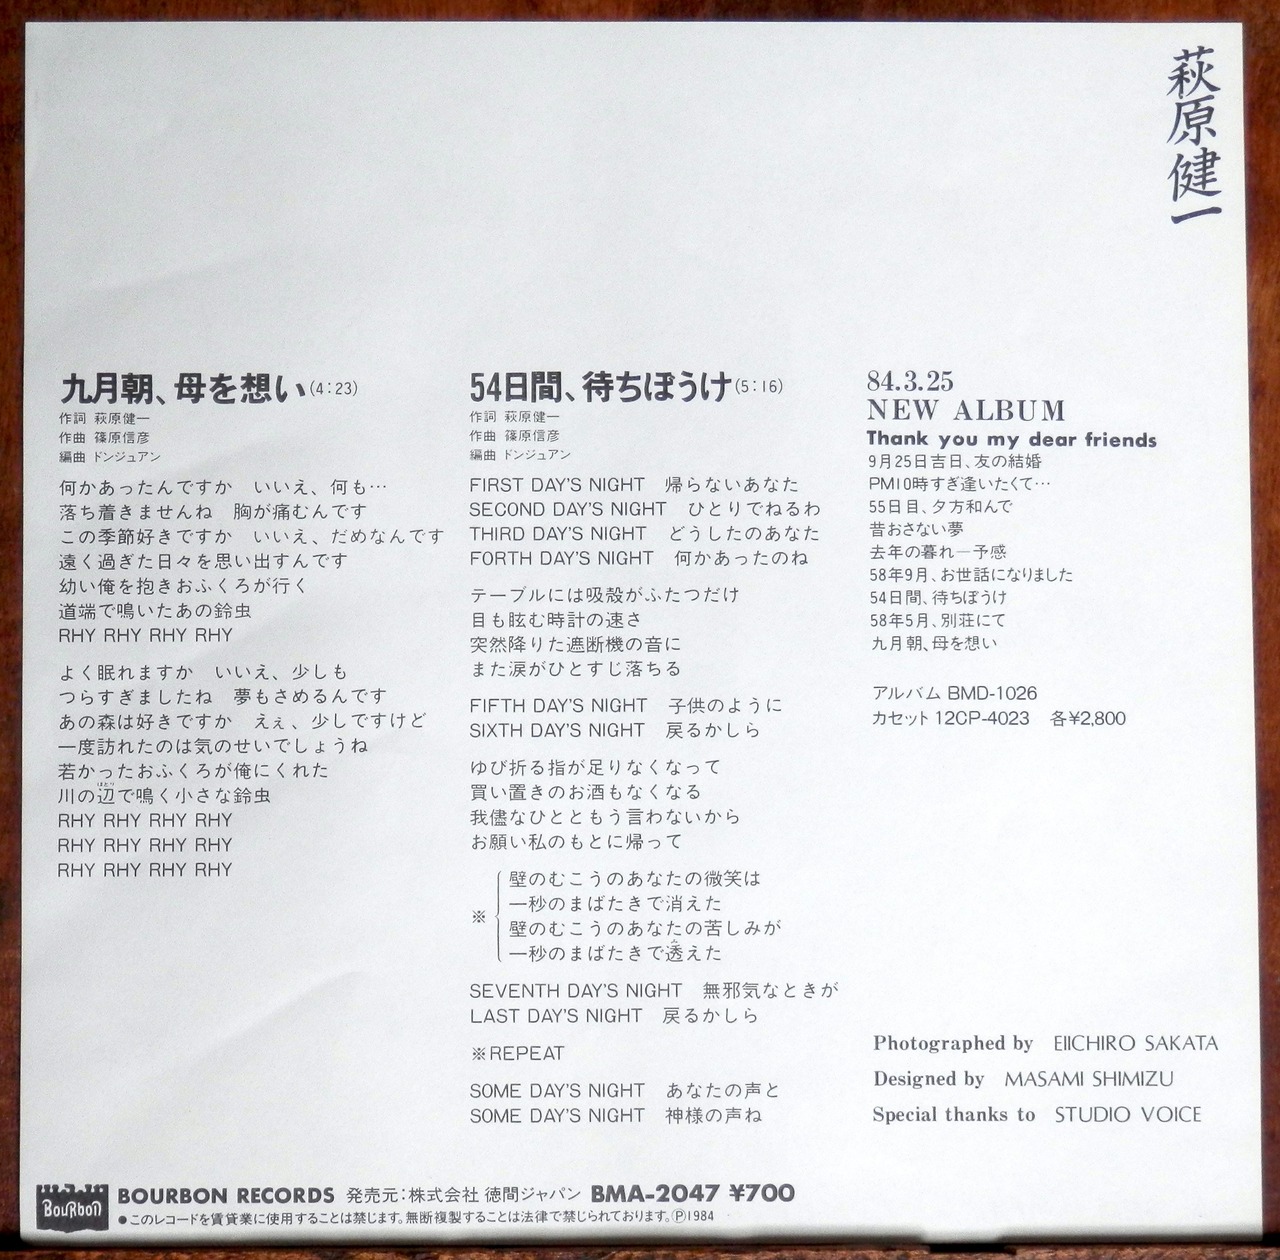 萩原健一
九月朝、母を想い(4:23)
作詞 萩原健一
作曲 篠原信彦
編曲 ドンジュアン
何かあったんですか　いいえ、何も…
落ち着きませんね　胸が痛むんです
この季節好きですか　いいえ、だめなんです
遠く過ぎた日々を思い出すんです
幼い俺を抱きおふくろが行く
道端で鳴いたあの鈴虫
RHY RHY RHY RHY
よく眠れますか　いいえ、少しも
つらすぎましたね　夢もさめるんです
あの森は好きですか　えぇ、少しですけど
一度訪れたのは気のせいでしょうね
若かったおふくろが俺にくれた
川の辺で鳴く小さな鈴虫
RHY RHY RHY RHY
RHY RHY RHY RHY
RHY RHY RHY RHY
54日間、待ちぼうけ(5:16)
作詞 萩原健一
作曲 篠原信彦
編曲 ドンジュアン
FIRST DAY'S NIGHT　帰らないあなた
SECOND DAY'S NIGHT　ひとりでねるわ
THIRD DAY'S NIGHT　どうしたのあなた
FORTH DAY'S NIGHT　何かあったのね
テーブルには吸殻がふたつだけ
目も眩む時計の速さ
突然降りた遮断機の音に
また涙がひとすじ落ちる
FIFTH DAY'S NIGHT　子供のように
SIXTH DAY'S NIGHT　戻るかしら
ゆび折る指が足りなくなって
買い置きのお酒もなくなる
我儘なひとともう言わないから
お願い私のもとに帰って
※
壁のむこうのあなたの微笑は
一秒のまばたきで消えた
壁のむこうのあなたの苦しみが
一秒のまばたきで透えた
SEVENTH DAY'S NIGHT　無邪気なときが
LAST DAY'S NIGHT　戻るかしら
※REPEAT
SOME DAY'S NIGHT　あなたの声と
SOME DAY'S NIGHT　神様の声ね
84.3.25
NEW ALBUM
Thank you my dear friends
9月25日吉日、友の結婚
PM10時すぎ逢いたくて…
55日目、夕方和んで
昔おさない夢
去年の暮れ―予感
58年9月、お世話になりました
54日間、待ちぼうけ
58年5月、別荘にて
九月朝、母を想い
アルバム BMD-1026
カセット 12CP-4023　各¥2,800
Photographed by　EIICHIRO SAKATA
Designed by　MASAMI SHIMIZU
Special thanks to　STUDIO VOICE
Bourbon
BOURBON RECORDS 発売元:株式会社 徳間ジャパン BMA-2047 ¥700
●このレコードを賃貸業に使用することは禁じます。無断複製することは法律で禁じられております。Ⓟ1984